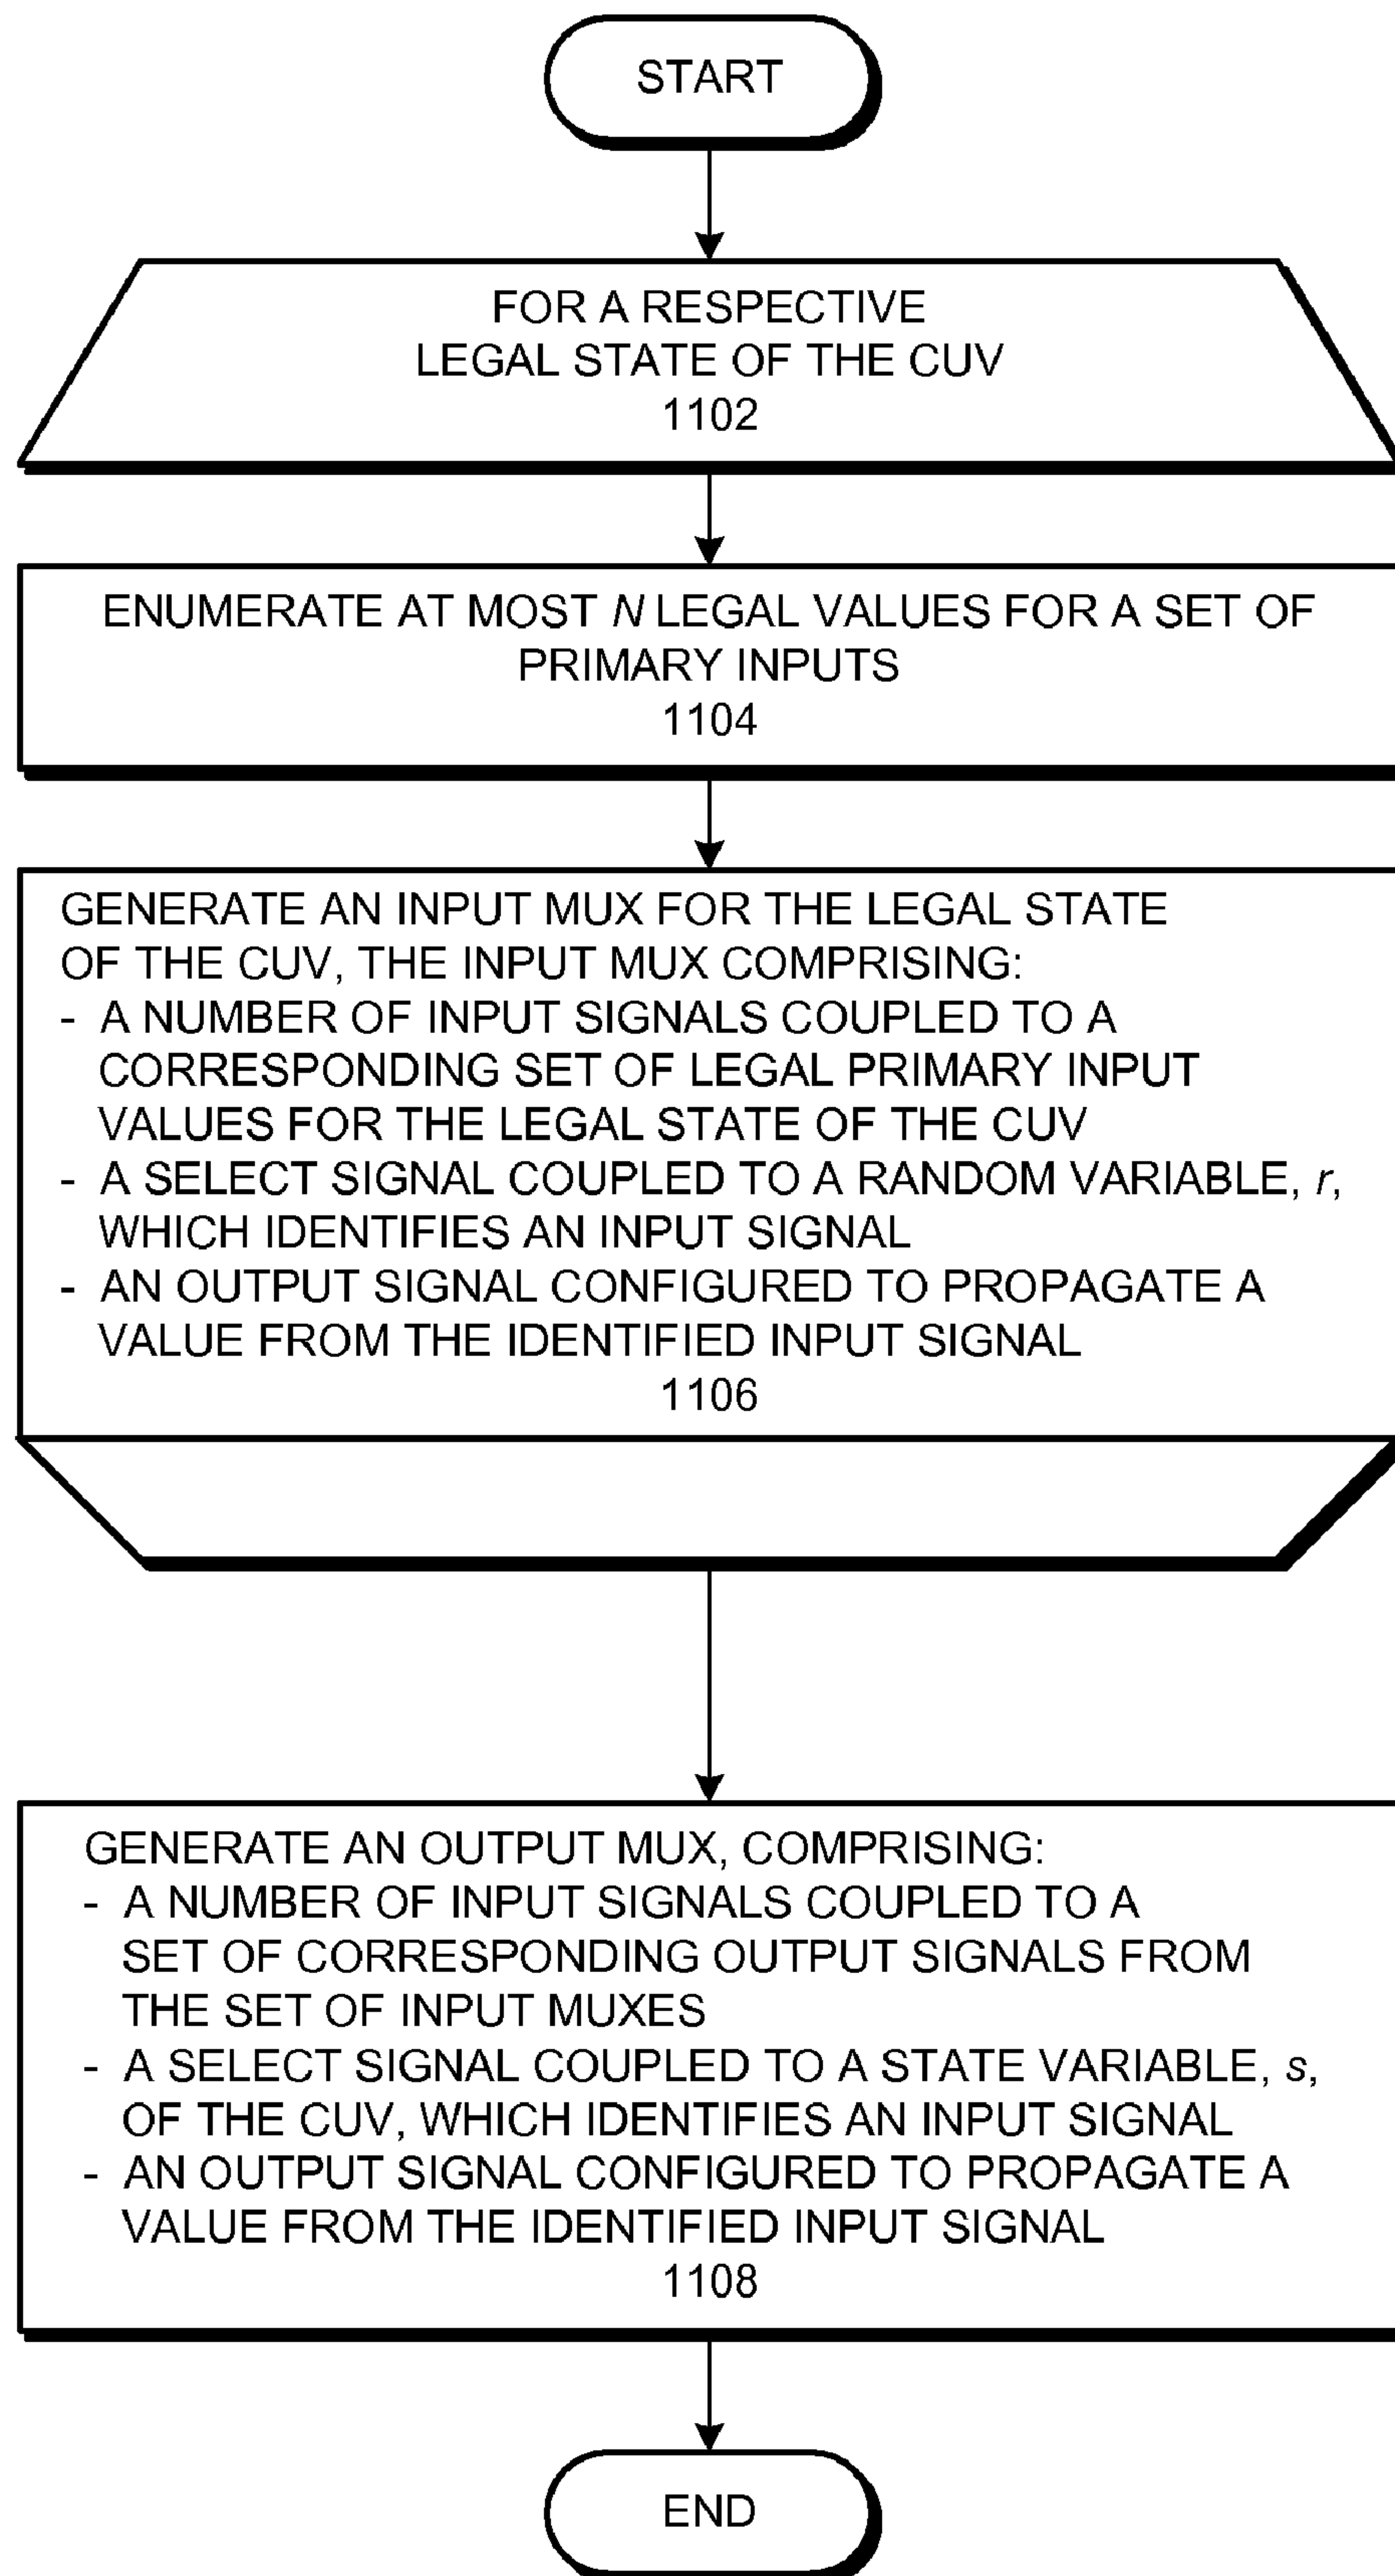 START
FOR A RESPECTIVE
LEGAL STATE OF THE CUV
1102
ENUMERATE AT MOST N LEGAL VALUES FOR A SET OF
PRIMARY INPUTS
1104
GENERATE AN INPUT MUX FOR THE LEGAL STATE
OF THE CUV, THE INPUT MUX COMPRISING:
- A NUMBER OF INPUT SIGNALS COUPLED TO A
CORRESPONDING SET OF LEGAL PRIMARY INPUT
VALUES FOR THE LEGAL STATE OF THE CUV
- A SELECT SIGNAL COUPLED TO A RANDOM VARIABLE, r,
WHICH IDENTIFIES AN INPUT SIGNAL
- AN OUTPUT SIGNAL CONFIGURED TO PROPAGATE A
VALUE FROM THE IDENTIFIED INPUT SIGNAL
1106
GENERATE AN OUTPUT MUX, COMPRISING:
- A NUMBER OF INPUT SIGNALS COUPLED TO A
SET OF CORRESPONDING OUTPUT SIGNALS FROM
THE SET OF INPUT MUXES
- A SELECT SIGNAL COUPLED TO A STATE VARIABLE, s,
OF THE CUV, WHICH IDENTIFIES AN INPUT SIGNAL
- AN OUTPUT SIGNAL CONFIGURED TO PROPAGATE A
VALUE FROM THE IDENTIFIED INPUT SIGNAL
1108
END